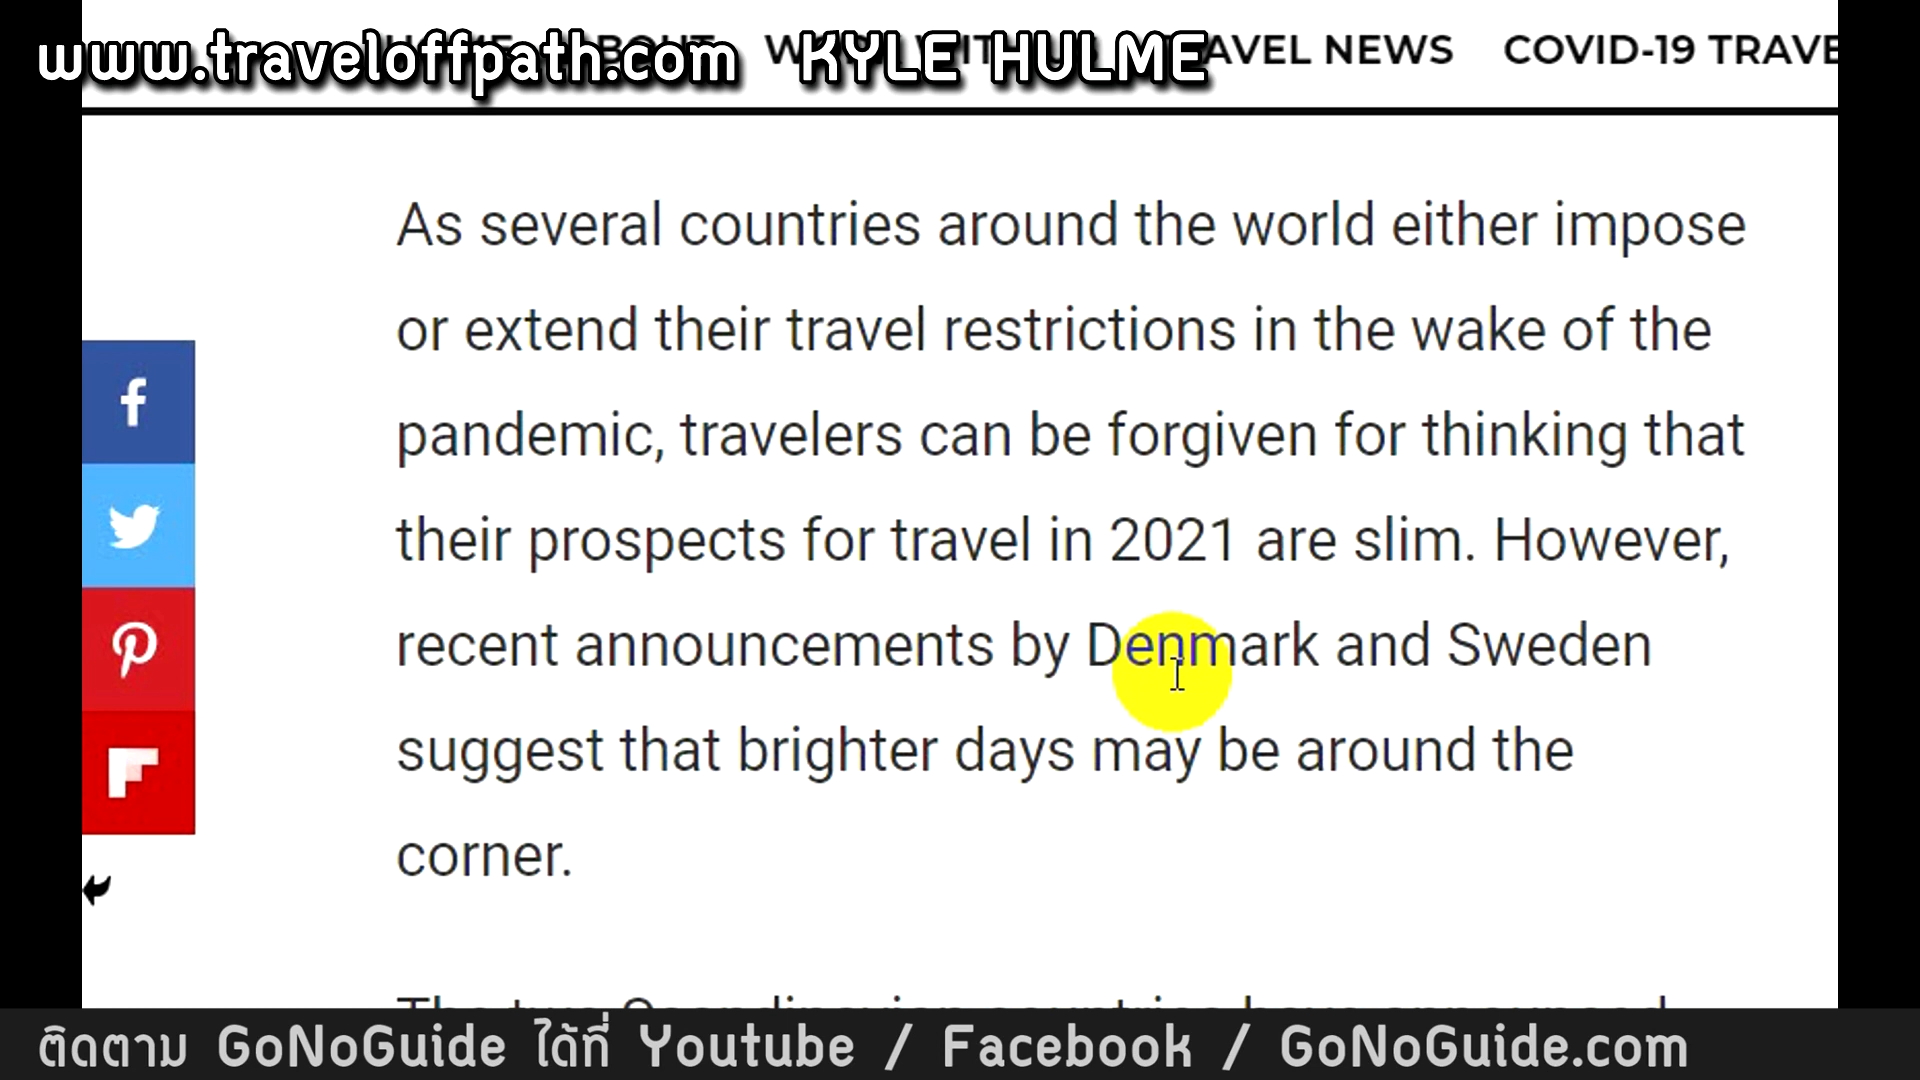 www.traveloffpath.com KYLE HULME
TRAVEL NEWS COVID-19 TRAVE
As several countries around the world either impose
or extend their travel restrictions in the wake of the
pandemic, travelers can be forgiven for thinking that
their prospects for travel in 2021 are slim. However,
recent announcements by Denmark and Sweden
suggest that brighter days may be around the
corner.
ติดตาม GoNoGuide ได้ที่ Youtube / Facebook / GoNoGuide.com